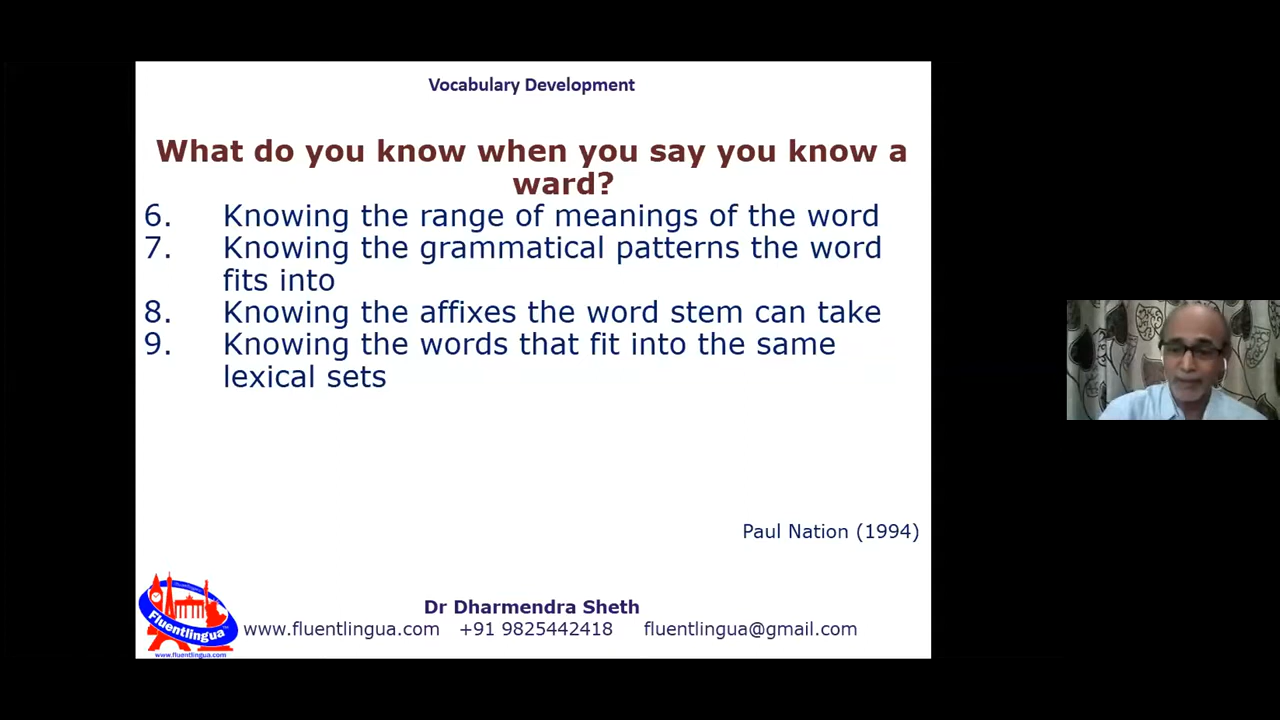 Vocabulary Development
What do you know when you say you know a
ward?
6. Knowing the range of meanings of the word
7. Knowing the grammatical patterns the word
fits into
8. Knowing the affixes the word stem can take
9. Knowing the words that fit into the same
lexical sets
Paul Nation (1994)
Dr Dharmendra Sheth
www.fluentlingua.com +91 9825442418 fluentlingua@gmail.com
Fluentlingua
www.fluentlingua.com